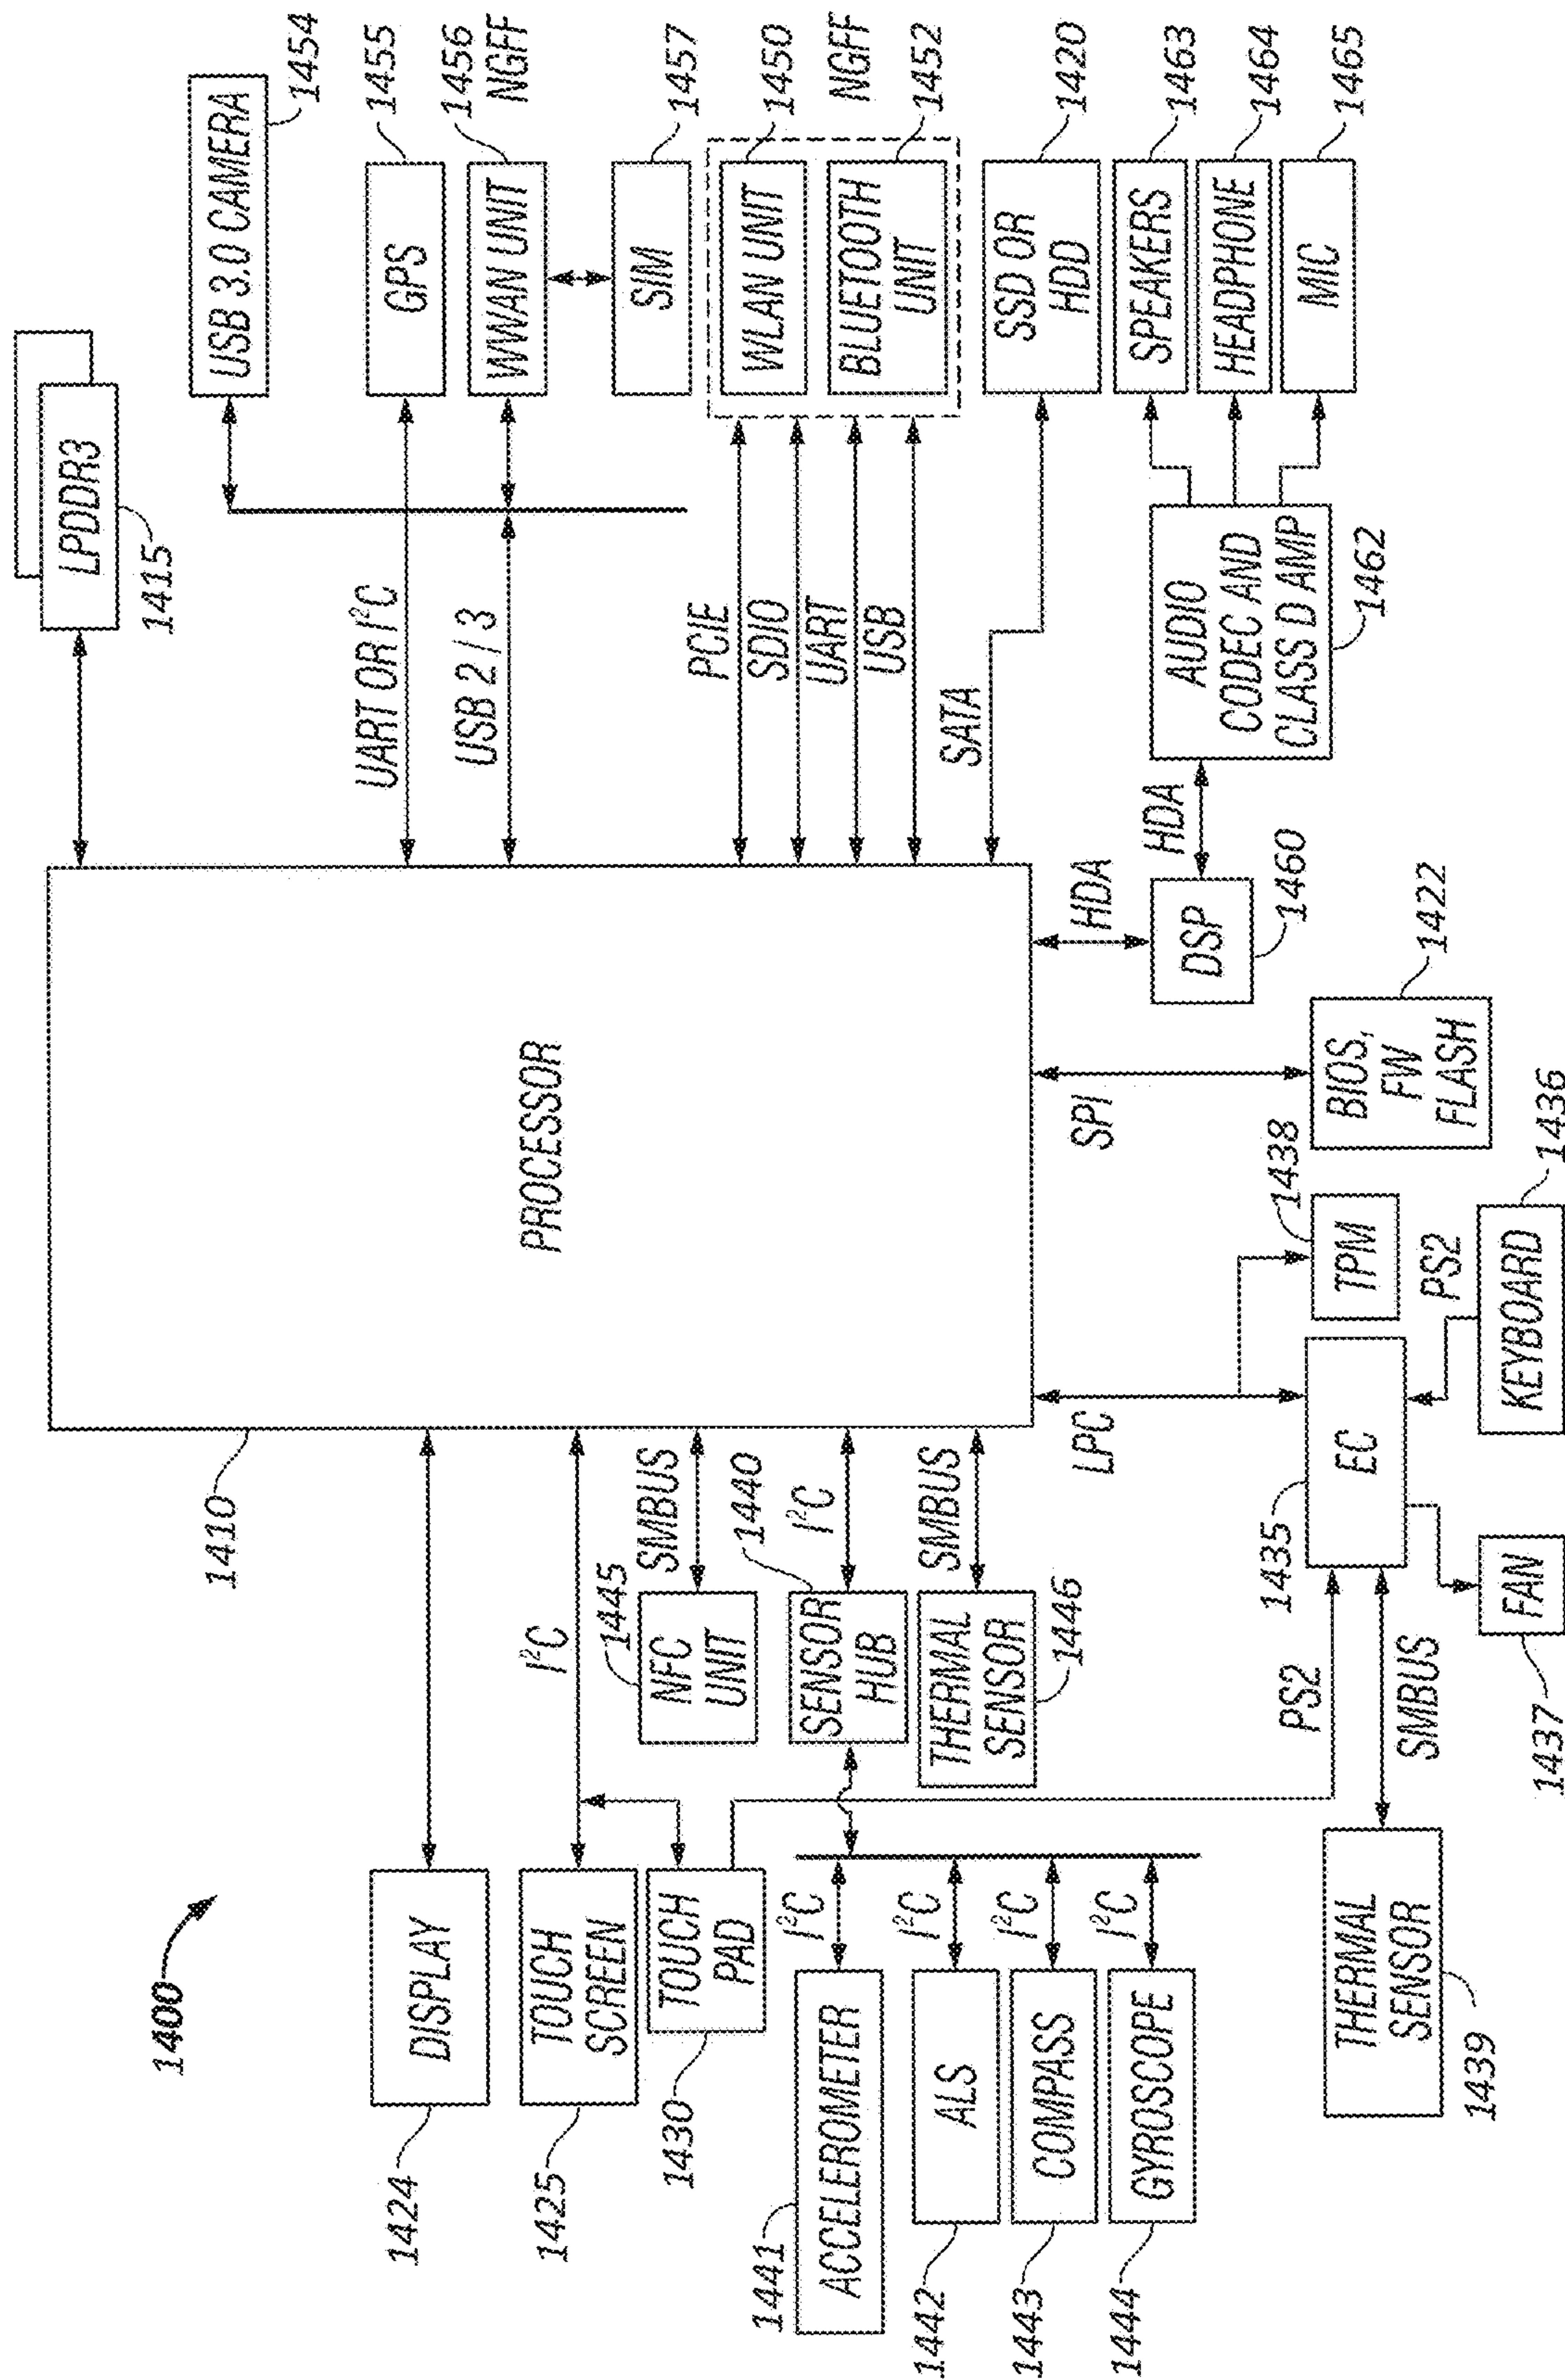 1400
1410
PROCESSOR
LPDDR3
1415
USB 3.0 CAMERA
1454
DISPLAY
1424
UART OR I²C
GPS
1455
USB 2 / 3
WWAN UNIT
1456
NGFF
SIM
1457
TOUCH
SCREEN
1425
I²C
TOUCH
PAD
1430
NFC
UNIT
1445
SMBUS
SENSOR
HUB
1440
I²C
THERMAL
SENSOR
1446
SMBUS
PCIE
SDIO
UART
USB
WLAN UNIT
1450
NGFF
BLUETOOTH
UNIT
1452
SATA
SSD OR
HDD
1420
ACCELEROMETER
1441
I²C
ALS
1442
I²C
COMPASS
1443
I²C
GYROSCOPE
1444
I²C
HDA
DSP
1460
HDA
AUDIO
CODEC AND
CLASS D AMP
1462
SPEAKERS
1463
HEADPHONE
1464
MIC
1465
LPC
SPI
BIOS,
FW
FLASH
1422
TPM
1438
EC
1435
PS2
SMBUS
THERMAL
SENSOR
1439
FAN
1437
PS2
KEYBOARD
1436